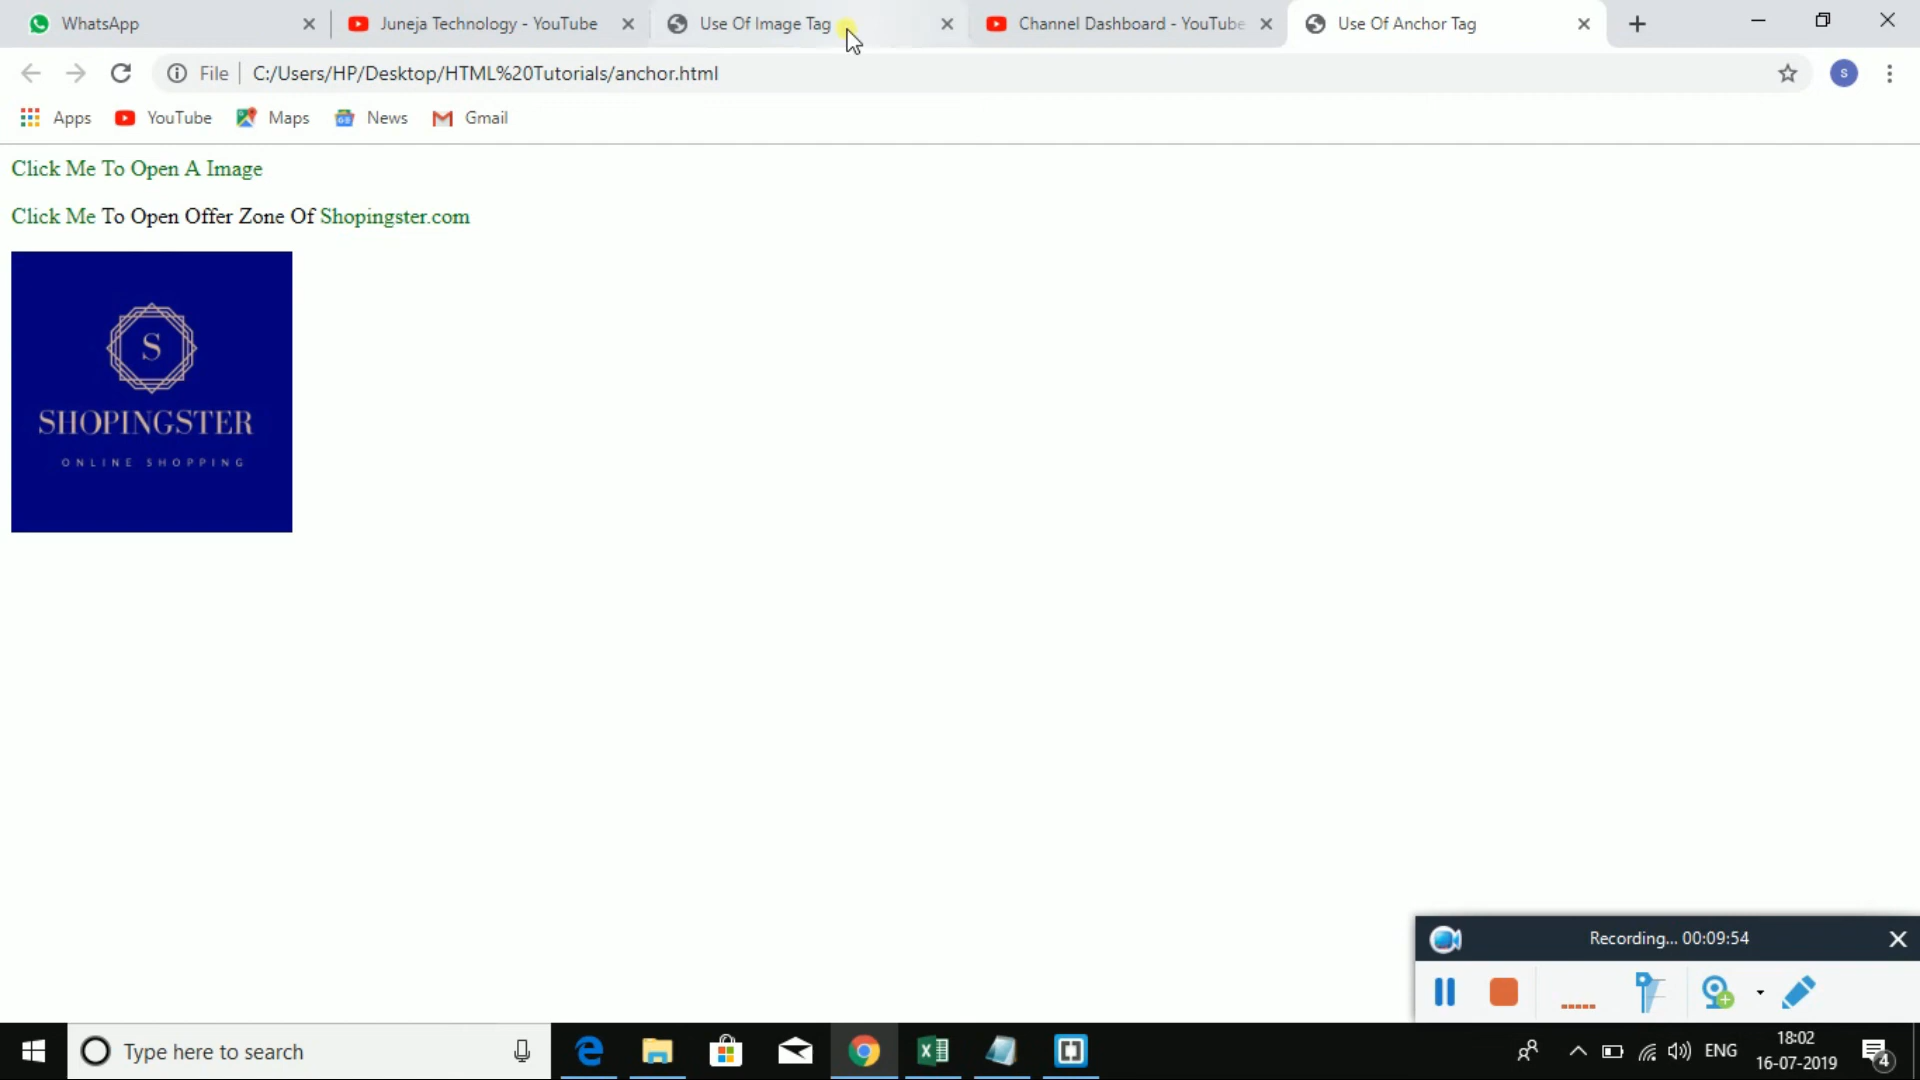 WhatsApp
Juneja Technology - YouTube
Use Of Image Tag
Channel Dashboard - YouTube
Use Of Anchor Tag
File
C:/Users/HP/Desktop/HTML%20Tutorials/anchor.html
S
Apps
YouTube
Maps
News
Gmail
Click Me To Open A Image
Click Me To Open Offer Zone Of Shopingster.com
S
SHOPINGSTER
ONLINE SHOPPING
Recording... 00:09:54
Type here to search
ENG
18:02
16-07-2019
4